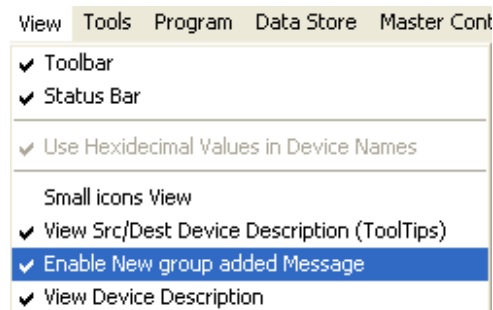 View Tools Program Data Store Master Cont
Toolbar
Status Bar
Use Hexidecimal Values in Device Names
Small icons View
View Src/Dest Device Description (ToolTips)
Enable New group added Message
View Device Description